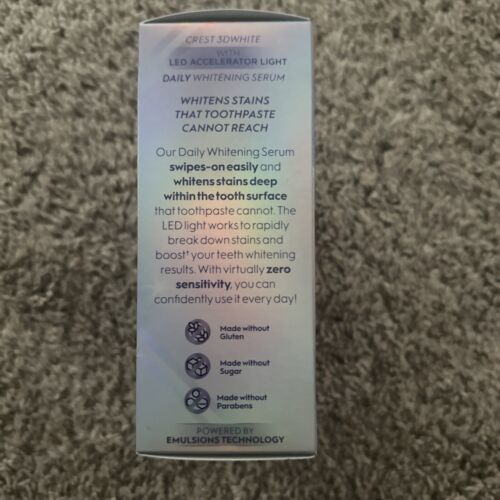 CREST 3DWHITE
WITH
LED ACCELERATOR LIGHT
DAILY WHITENING SERUM
WHITENS STAINS
THAT TOOTHPASTE
CANNOT REACH
Our Daily Whitening Serum
swipes-on easily and
whitens stains deep
within the tooth surface
that toothpaste cannot. The
LED light works to rapidly
break down stains and
boost† your teeth whitening
results. With virtually zero
sensitivity, you can
confidently use it every day!
Made without
Gluten
Made without
Sugar
Made without
Parabens
POWERED BY
EMULSIONS TECHNOLOGY